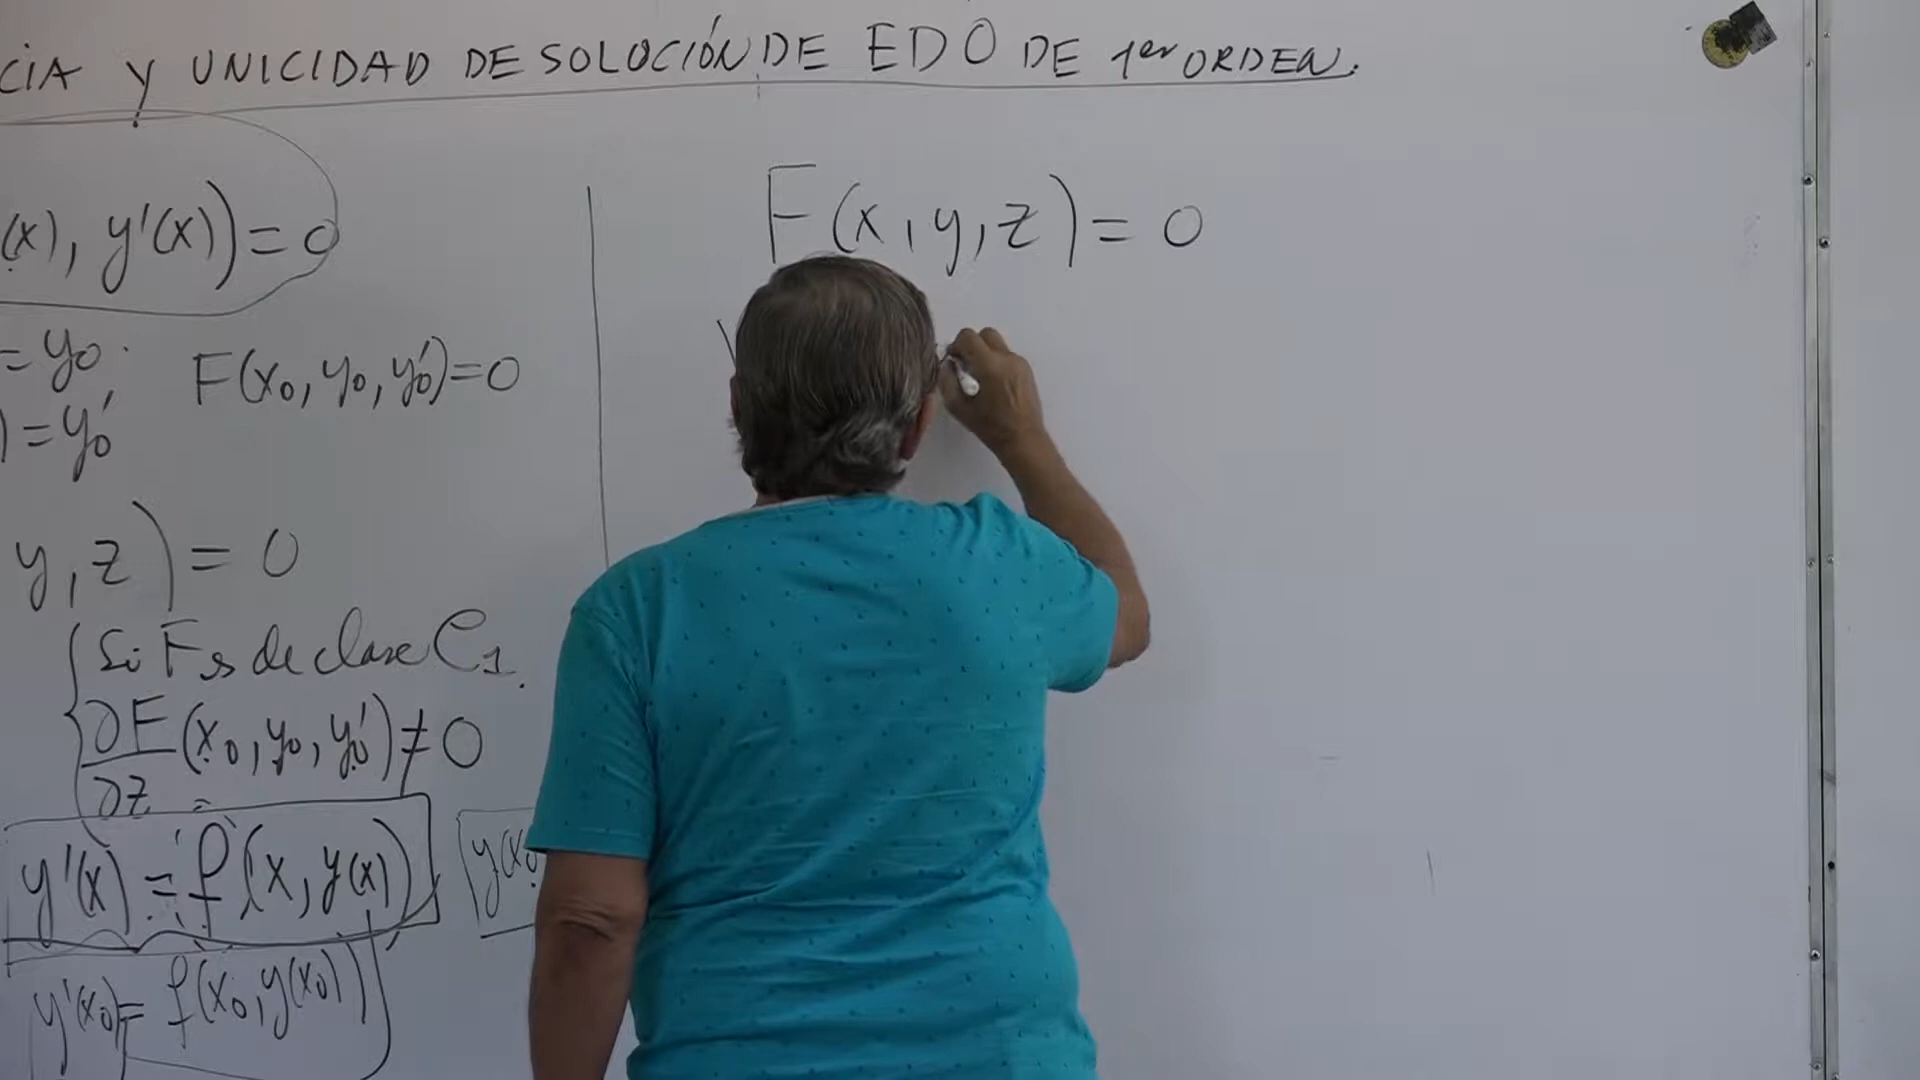 CIA Y UNICIDAD DE SOLUCIÓN DE EDO DE 1er ORDEN.
(x), y'(x)) = 0
= y0.
F(x0, y0, y0') = 0
) = y0'
y, z) = 0
Si F es de clase C1.
∂F/∂z (x0, y0, y0') ≠ 0
y'(x) = f(x, y(x))
y(x0
y'(x0) = f(x0, y(x0))
F(x, y, z) = 0